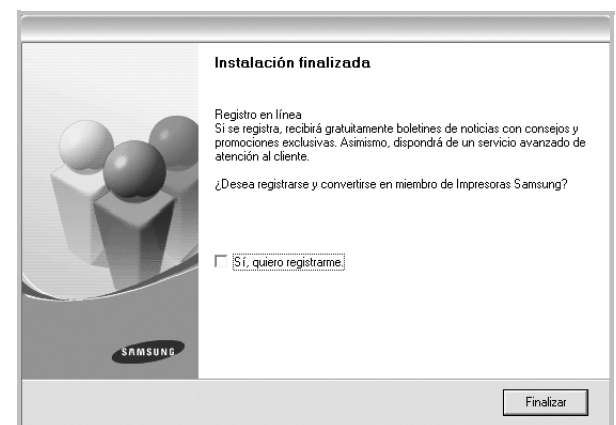 Instalación finalizada
Registro en línea
Si se registra, recibirá gratuitamente boletines de noticias con consejos y
promociones exclusivas. Asimismo, dispondrá de un servicio avanzado de
atención al cliente.
¿Desea registrarse y convertirse en miembro de Impresoras Samsung?
Sí, quiero registrarme.
SAMSUNG
Finalizar